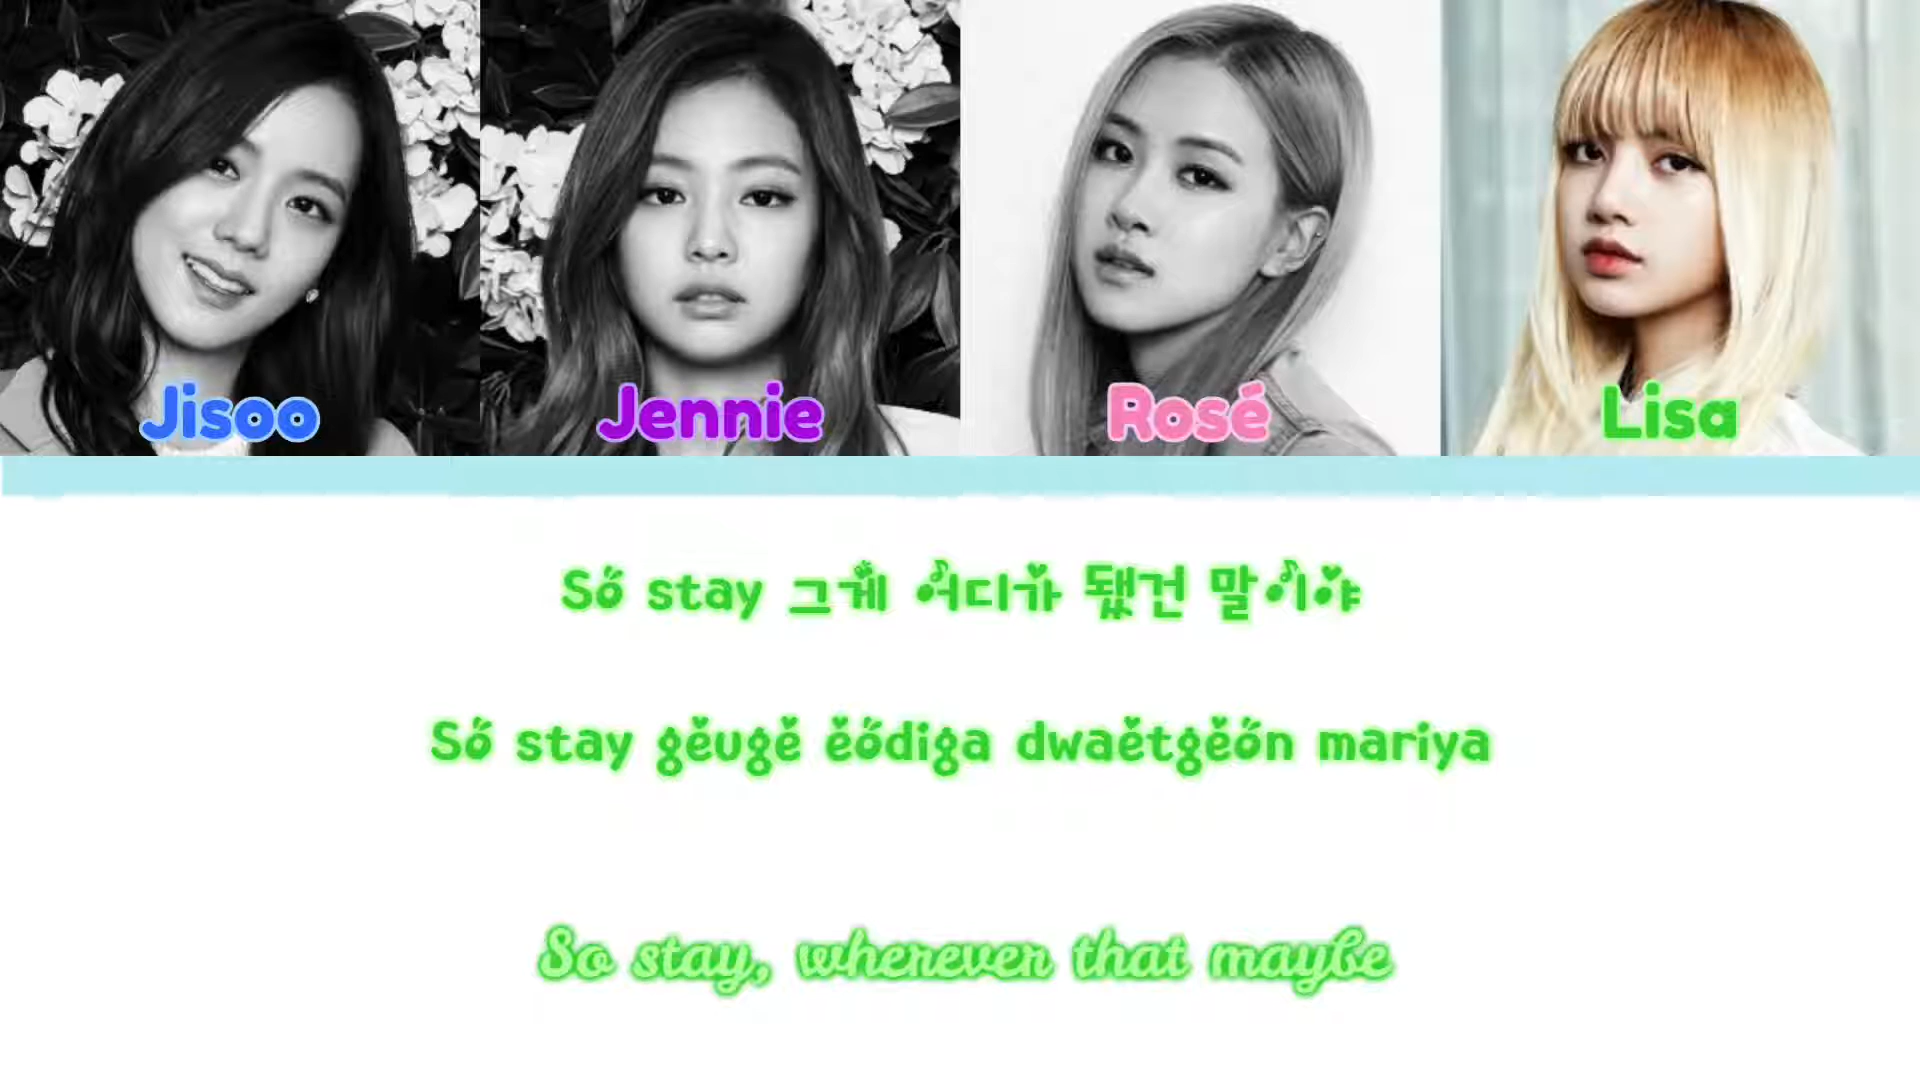 Jisoo
Jennie
Rosé
Lisa
So stay 그게 어디가 됐건 말이야
So stay geuge eodiga dwaetgeon mariya
So stay, wherever that maybe